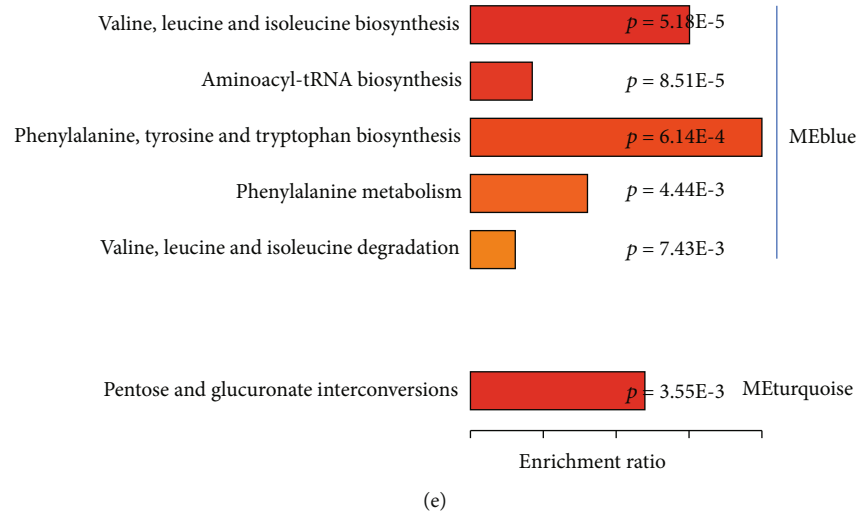 Valine, leucine and isoleucine biosynthesis p = 5.18E-5
Aminoacyl-tRNA biosynthesis p = 8.51E-5
Phenylalanine, tyrosine and tryptophan biosynthesis p = 6.14E-4 MEblue
Phenylalanine metabolism p = 4.44E-3
Valine, leucine and isoleucine degradation p = 7.43E-3
Pentose and glucuronate interconversions p = 3.55E-3 MEturquoise
Enrichment ratio
(e)